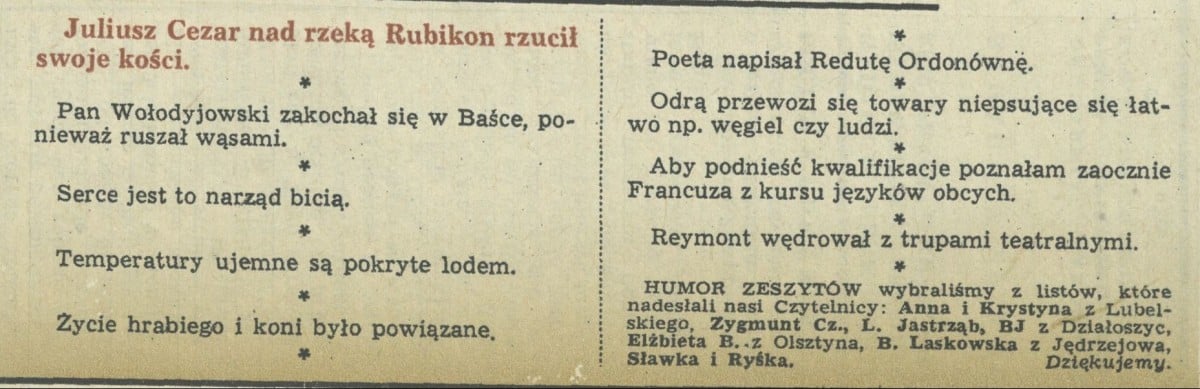 Juliusz Cezar nad rzeką Rubikon rzucił
swoje kości.
*
Pan Wołodyjowski zakochał się w Baśce, po-
nieważ ruszał wąsami.
*
Serce jest to narząd bicią.
*
Temperatury ujemne są pokryte lodem.
*
Życie hrabiego i koni było powiązane.
*
*
Poeta napisał Redutę Ordonównę.
*
Odrą przewozi się towary niepsujące się łat-
wo np. węgiel czy ludzi.
*
Aby podnieść kwalifikacje poznałam zaocznie
Francuza z kursu języków obcych.
*
Reymont wędrował z trupami teatralnymi.
*
HUMOR ZESZYTÓW wybraliśmy z listów, które
nadesłali nasi Czytelnicy: Anna i Krystyna z Lubel-
skiego, Zygmunt Cz., L. Jastrząb, BJ z Działoszyc,
Elżbieta B. z Olsztyna, B. Laskowska z Jędrzejowa,
Sławka i Ryśka. Dziękujemy.